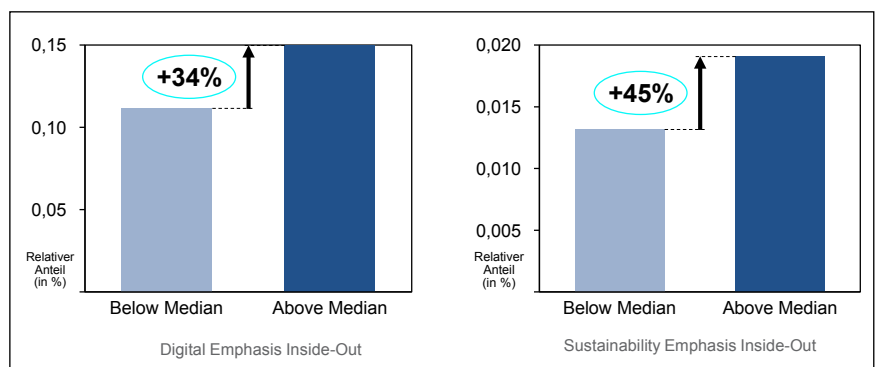 0,15
+34%
0,10
0,05
Relativer
Anteil
(in %)
Below Median
Above Median
Digital Emphasis Inside-Out
0,020
+45%
0,015
0,010
0,005
Relativer
Anteil
(in %)
Below Median
Above Median
Sustainability Emphasis Inside-Out